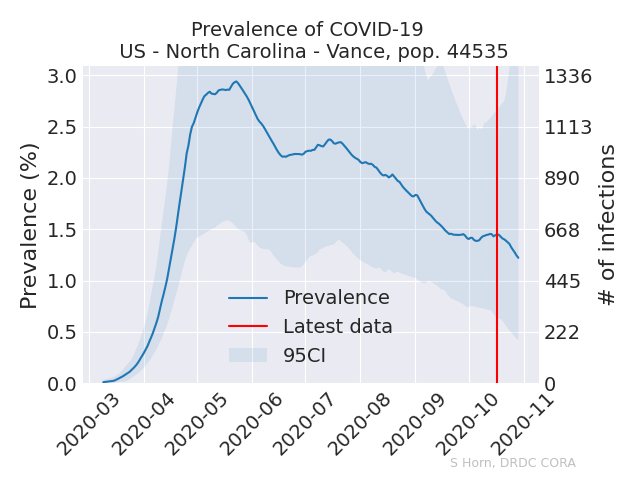 Prevalence of COVID-19
US - North Carolina - Vance, pop. 44535
Prevalence (%)
3.0
2.5
2.0
1.5
1.0
0.5
0.0
1336
1113
890
668
445
222
0
# of infections
Prevalence
Latest data
95CI
2020-03
2020-04
2020-05
2020-06
2020-07
2020-08
2020-09
2020-10
2020-11
S Horn, DRDC CORA